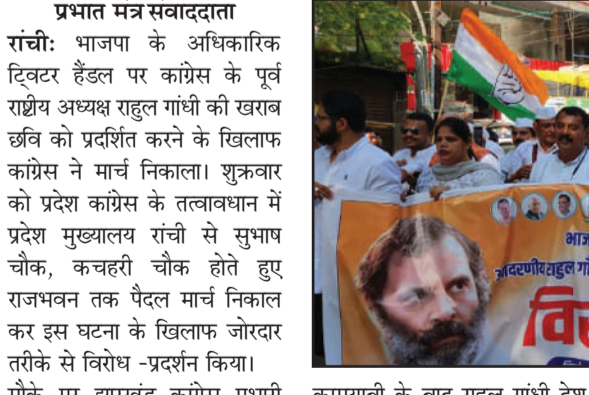 प्रभात मंत्र संवाददाता
रांची: भाजपा के अधिकारिक
ट्विटर हैंडल पर कांग्रेस के पूर्व
राष्ट्रीय अध्यक्ष राहुल गांधी की खराब
छवि को प्रदर्शित करने के खिलाफ
कांग्रेस ने मार्च निकाला। शुक्रवार
को प्रदेश कांग्रेस के तत्वावधान में
प्रदेश मुख्यालय रांची से सुभाष
चौक, कचहरी चौक होते हुए
राजभवन तक पैदल मार्च निकाल
कर इस घटना के खिलाफ जोरदार
तरीके से विरोध -प्रदर्शन किया।
भाज
आदरणीय राहुल गाँ